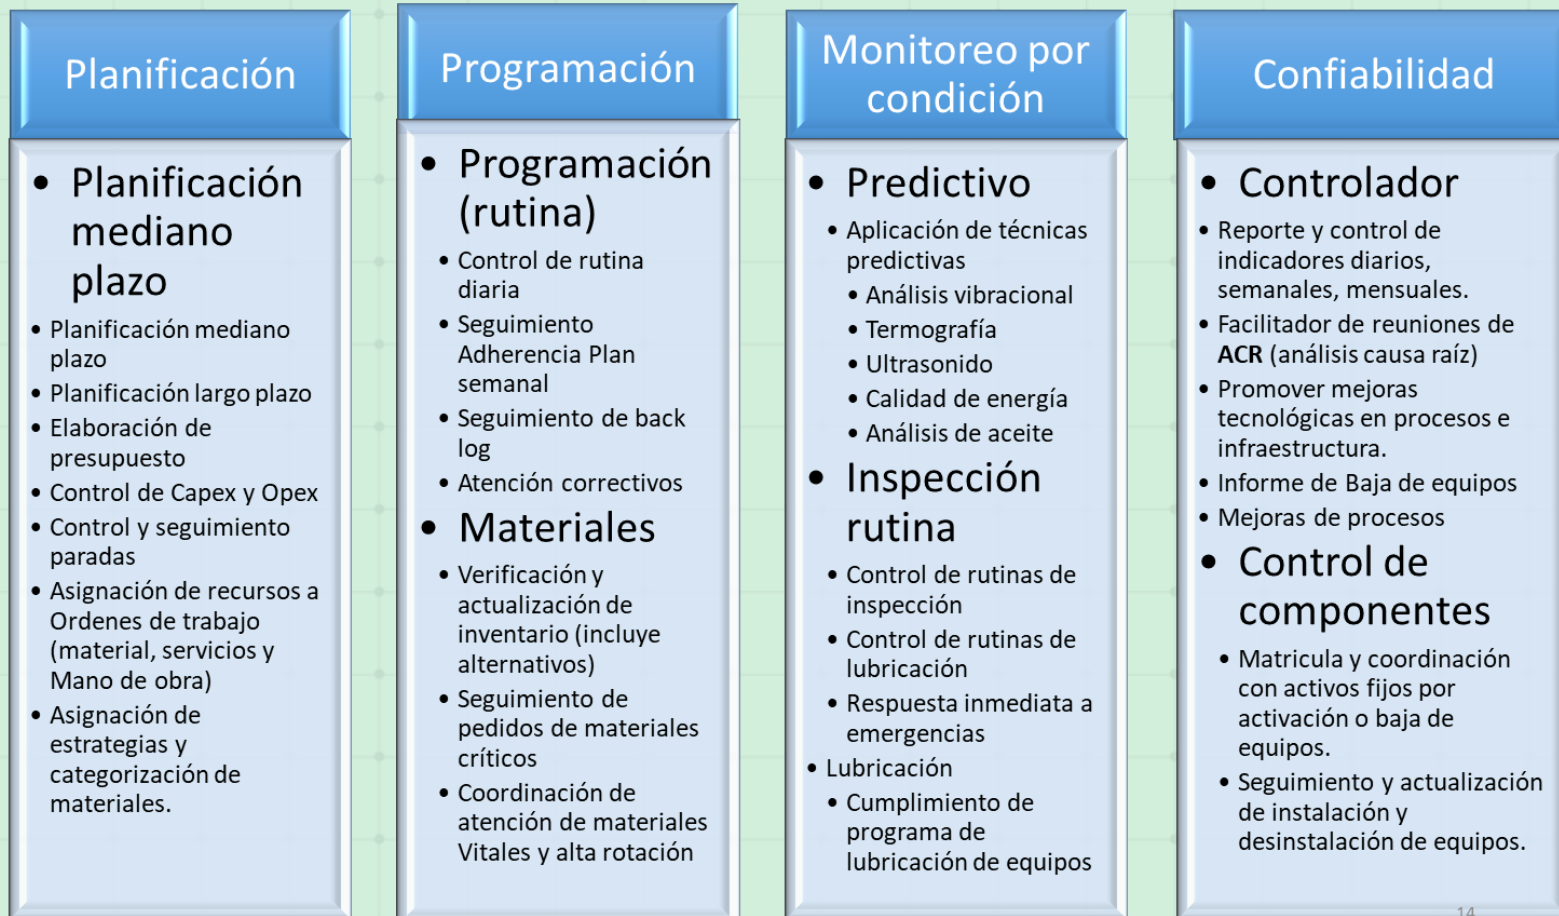 Planificación
• Planificación
mediano
plazo
• Planificación mediano
plazo
• Planificación largo plazo
• Elaboración de
presupuesto
• Control de Capex y Opex
• Control y seguimiento
paradas
• Asignación de recursos a
Ordenes de trabajo
(material, servicios y
Mano de obra)
• Asignación de
estrategias y
categorización de
materiales.
Programación
• Programación
(rutina)
• Control de rutina
diaria
• Seguimiento
Adherencia Plan
semanal
• Seguimiento de back
log
• Atención correctivos
• Materiales
• Verificación y
actualización de
inventario (incluye
alternativos)
• Seguimiento de
pedidos de materiales
críticos
• Coordinación de
atención de materiales
Vitales y alta rotación
Monitoreo por
condición
• Predictivo
• Aplicación de técnicas
predictivas
• Análisis vibracional
• Termografía
• Ultrasonido
• Calidad de energía
• Análisis de aceite
• Inspección
rutina
• Control de rutinas de
inspección
• Control de rutinas de
lubricación
• Respuesta inmediata a
emergencias
• Lubricación
• Cumplimiento de
programa de
lubricación de equipos
Confiabilidad
• Controlador
• Reporte y control de
indicadores diarios,
semanales, mensuales.
• Facilitador de reuniones de
ACR (análisis causa raíz)
• Promover mejoras
tecnológicas en procesos e
infraestructura.
• Informe de Baja de equipos
• Mejoras de procesos
• Control de
componentes
• Matricula y coordinación
con activos fijos por
activación o baja de
equipos.
• Seguimiento y actualización
de instalación y
desinstalación de equipos.
14